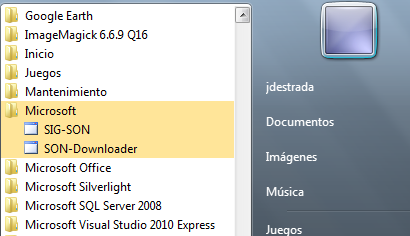 Google Earth
ImageMagick 6.6.9 Q16
Inicio
Juegos
Mantenimiento
Microsoft
SIG-SON
SON-Downloader
Microsoft Office
Microsoft Silverlight
Microsoft SQL Server 2008
Microsoft Visual Studio 2010 Express
jdestrada
Documentos
Imágenes
Música
Juegos